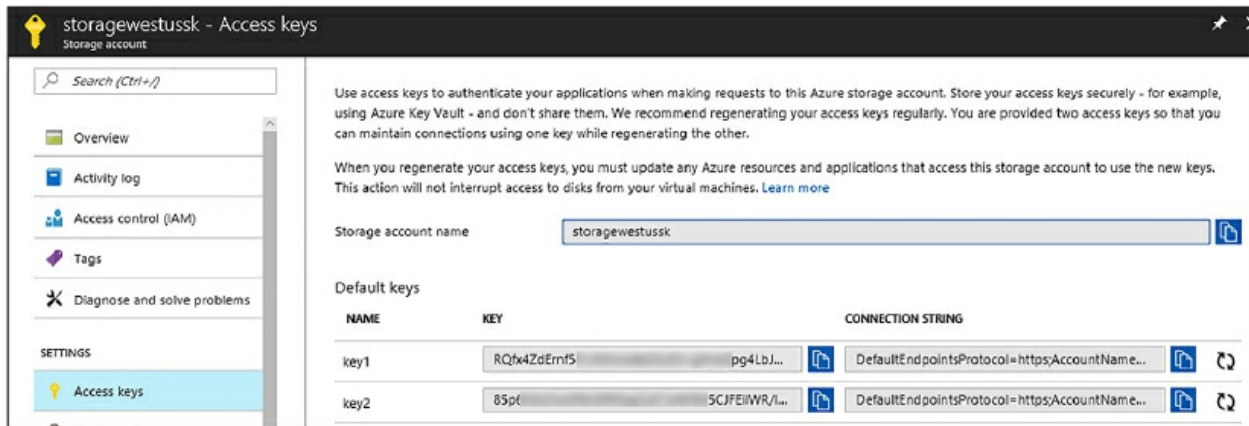 storagewestussk - Access keys
Storage account
Search (Ctrl+/)
Overview
Activity log
Access control (IAM)
Tags
Diagnose and solve problems
SETTINGS
Access keys
Use access keys to authenticate your applications when making requests to this Azure storage account. Store your access keys securely - for example,
using Azure Key Vault - and don't share them. We recommend regenerating your access keys regularly. You are provided two access keys so that you
can maintain connections using one key while regenerating the other.
When you regenerate your access keys, you must update any Azure resources and applications that access this storage account to use the new keys.
This action will not interrupt access to disks from your virtual machines. Learn more
Storage account name storagewestussk
Default keys
NAME KEY CONNECTION STRING
key1 RQfx4ZdErnf5 pg4LbJ... DefaultEndpointsProtocol=https;AccountName...
key2 85p 5CJFEiIWR/I... DefaultEndpointsProtocol=https;AccountName...